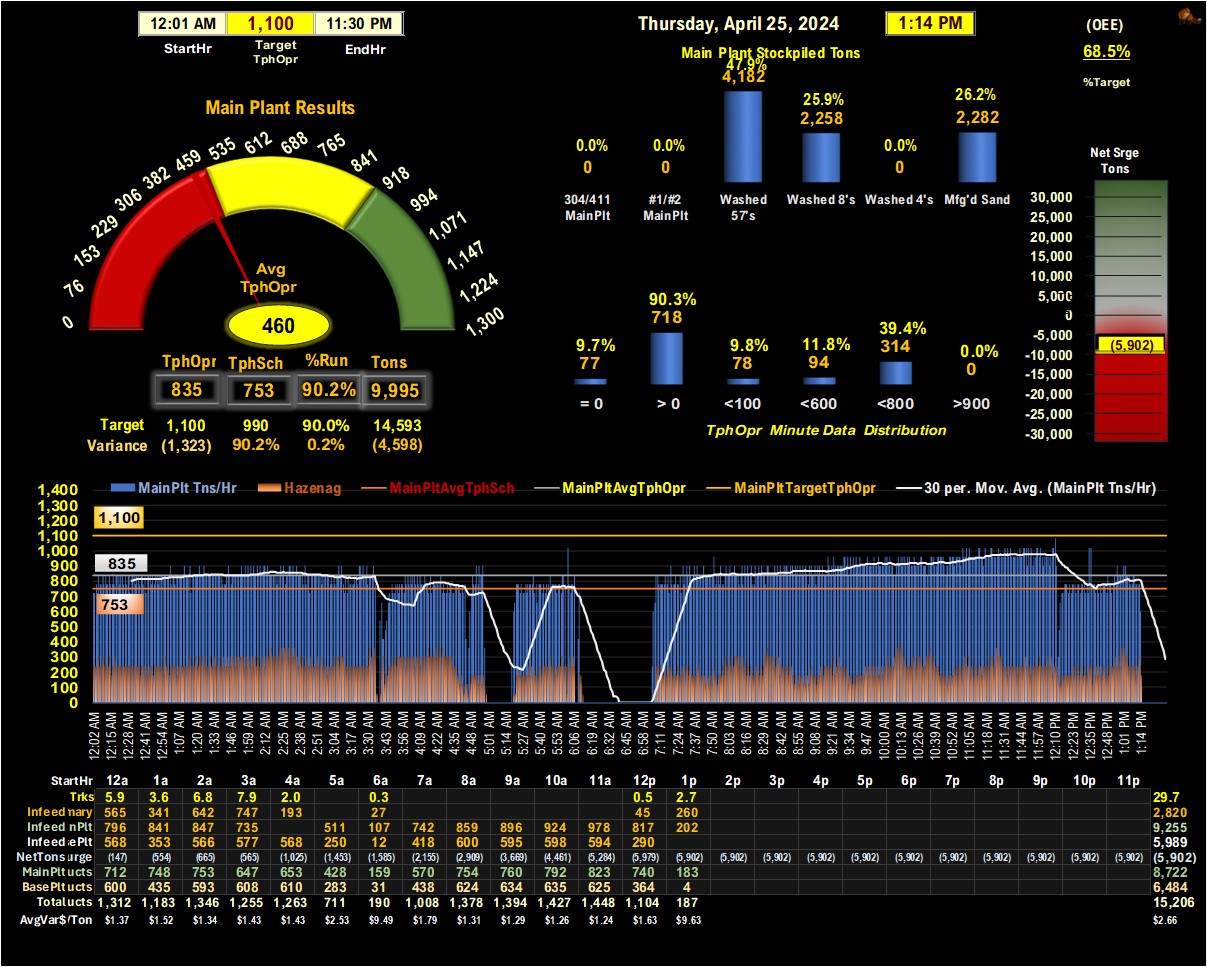 12:01 AM 1,100 11:30 PM
StartHr Target TphOpr EndHr
Thursday, April 25, 2024 1:14 PM
(OEE)
68.5%
%Target
Main Plant Stockpiled Tons
47.9% 25.9% 26.2% 0.0% 0.0% 0.0%
4,182 2,258 2,282 0 0 0
304/411 MainPlt #1/#2 MainPlt Washed 57's Washed 8's Washed 4's Mfg'd Sand
Main Plant Results
0 76 153 229 306 382 459 535 612 688 765 841 918 994 1,071 1,147 1,224 1,300
Avg
TphOpr
460
TphOpr TphSch %Run Tons
835 753 90.2% 9,995
Target 1,100 990 90.0% 14,593
Variance (1,323) 90.2% 0.2% (4,598)
9.7% 90.3% 9.8% 11.8% 39.4% 0.0%
77 718 78 94 314 0
= 0 > 0 <100 <600 <800 >900
TphOpr Minute Data Distribution
Net Srge
Tons
30,000
25,000
20,000
15,000
10,000
5,000
0
-5,000
(5,902)
-10,000
-15,000
-20,000
-25,000
-30,000
MainPlt Tns/Hr Hazenag MainPltAvgTphSch MainPltAvgTphOpr MainPltTargetTphOpr 30 per. Mov. Avg. (MainPlt Tns/Hr)
1,400
1,300
1,200
1,100
1,000
900
800
700
600
500
400
300
200
100
0
1,100
835
753
12:02 AM 12:15 AM 12:28 AM 12:41 AM 12:54 AM 1:07 AM 1:20 AM 1:33 AM 1:46 AM 1:59 AM 2:12 AM 2:25 AM 2:38 AM 2:51 AM 3:04 AM 3:17 AM 3:30 AM 3:43 AM 3:56 AM 4:09 AM 4:22 AM 4:35 AM 4:48 AM 5:01 AM 5:14 AM 5:27 AM 5:40 AM 5:53 AM 6:06 AM 6:19 AM 6:32 AM 6:45 AM 6:58 AM 7:11 AM 7:24 AM 7:37 AM 7:50 AM 8:03 AM 8:16 AM 8:29 AM 8:42 AM 8:55 AM 9:08 AM 9:21 AM 9:34 AM 9:47 AM 10:00 AM 10:13 AM 10:26 AM 10:39 AM 10:52 AM 11:05 AM 11:18 AM 11:31 AM 11:44 AM 11:57 AM 12:10 PM 12:23 PM 12:35 PM 12:48 PM 1:01 PM 1:14 PM
StartHr 12a 1a 2a 3a 4a 5a 6a 7a 8a 9a 10a 11a 12p 1p 2p 3p 4p 5p 6p 7p 8p 9p 10p 11p
Trks 5.9 3.6 6.8 7.9 2.0 0.3 0.5 2.7 29.7
Infeed mary 565 341 642 747 193 27 45 260 2,820
Infeed nPlt 796 841 847 735 511 107 742 859 896 924 978 817 202 9,255
Infeed ePlt 568 353 566 577 568 250 12 418 600 595 598 594 290 5,989
NetTons urge (147) (554) (665) (565) (1,025) (1,453) (1,585) (2,155) (2,909) (3,669) (4,461) (5,284) (5,979) (5,902) (5,902) (5,902) (5,902) (5,902) (5,902) (5,902) (5,902) (5,902) (5,902) (5,902) (5,902)
MainPlt ucts 712 748 753 647 653 428 159 570 754 760 792 823 740 183 8,722
BasePlt ucts 600 435 593 608 610 283 31 438 624 634 635 625 364 4 6,484
Total ucts 1,312 1,183 1,346 1,255 1,263 711 190 1,008 1,378 1,394 1,427 1,448 1,104 187 15,206
AvgVar$/Ton $1.37 $1.52 $1.34 $1.43 $1.43 $2.53 $9.49 $1.79 $1.31 $1.29 $1.26 $1.24 $1.63 $9.63 $2.66